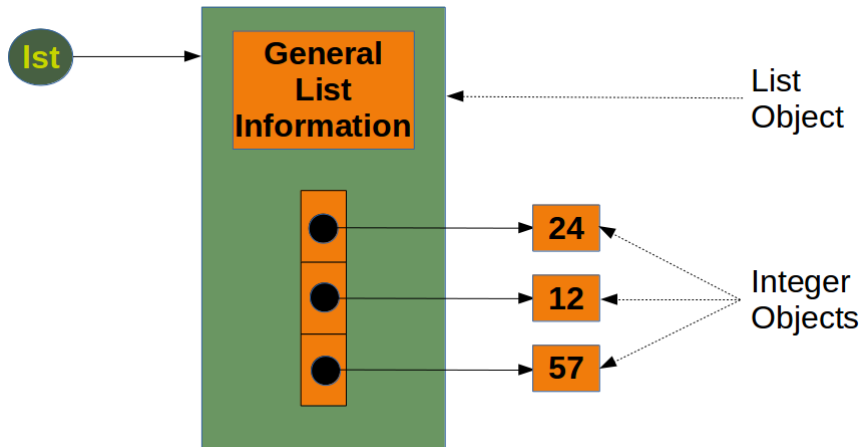 lst
General
List
Information
List
Object
24
12
57
Integer
Objects